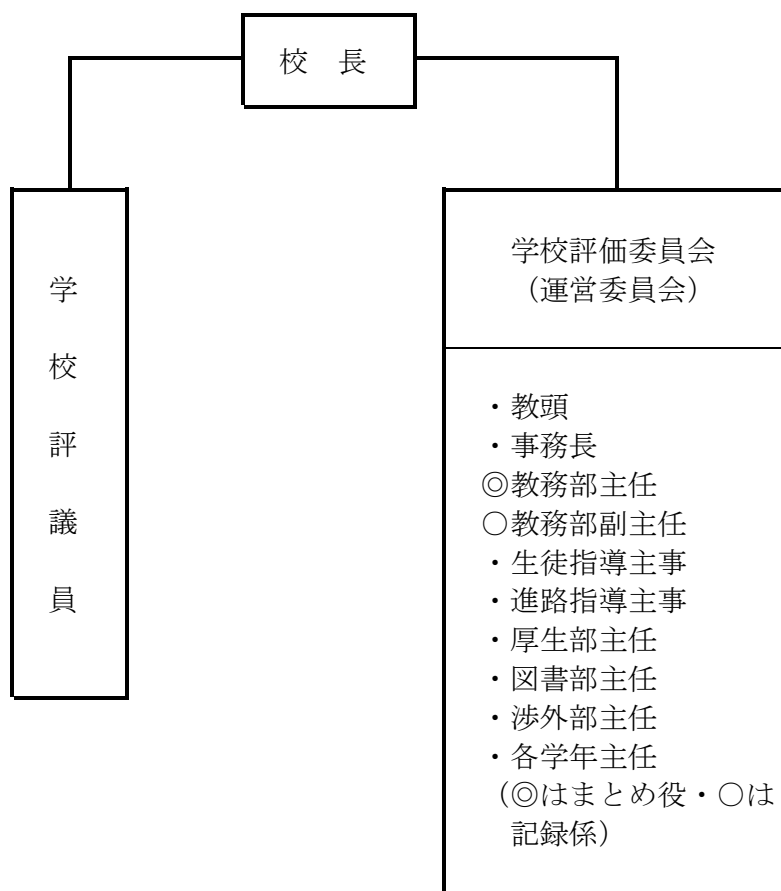 校　長
学校評議員
学校評価委員会
（運営委員会）
・教頭
・事務長
◎教務部主任
○教務部副主任
・生徒指導主事
・進路指導主事
・厚生部主任
・図書部主任
・渉外部主任
・各学年主任
（◎はまとめ役・○は
記録係）